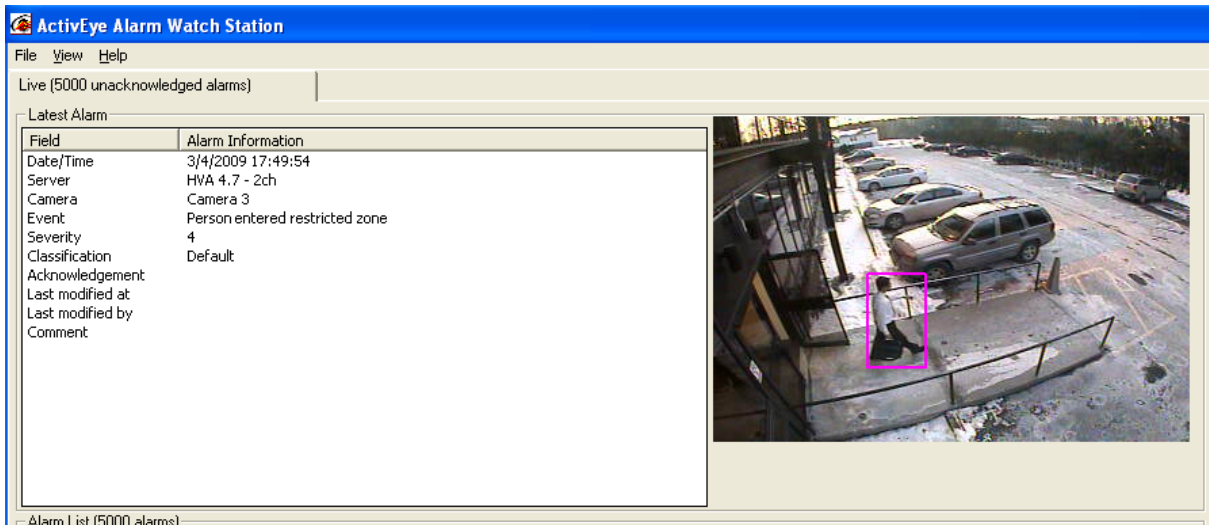 ActivEye Alarm Watch Station
File View Help
Live (5000 unacknowledged alarms)
Latest Alarm
Field Alarm Information
Date/Time 3/4/2009 17:49:54
Server HVA 4.7 - 2ch
Camera Camera 3
Event Person entered restricted zone
Severity 4
Classification Default
Acknowledgement
Last modified at
Last modified by
Comment
Alarm List (5000 alarms)